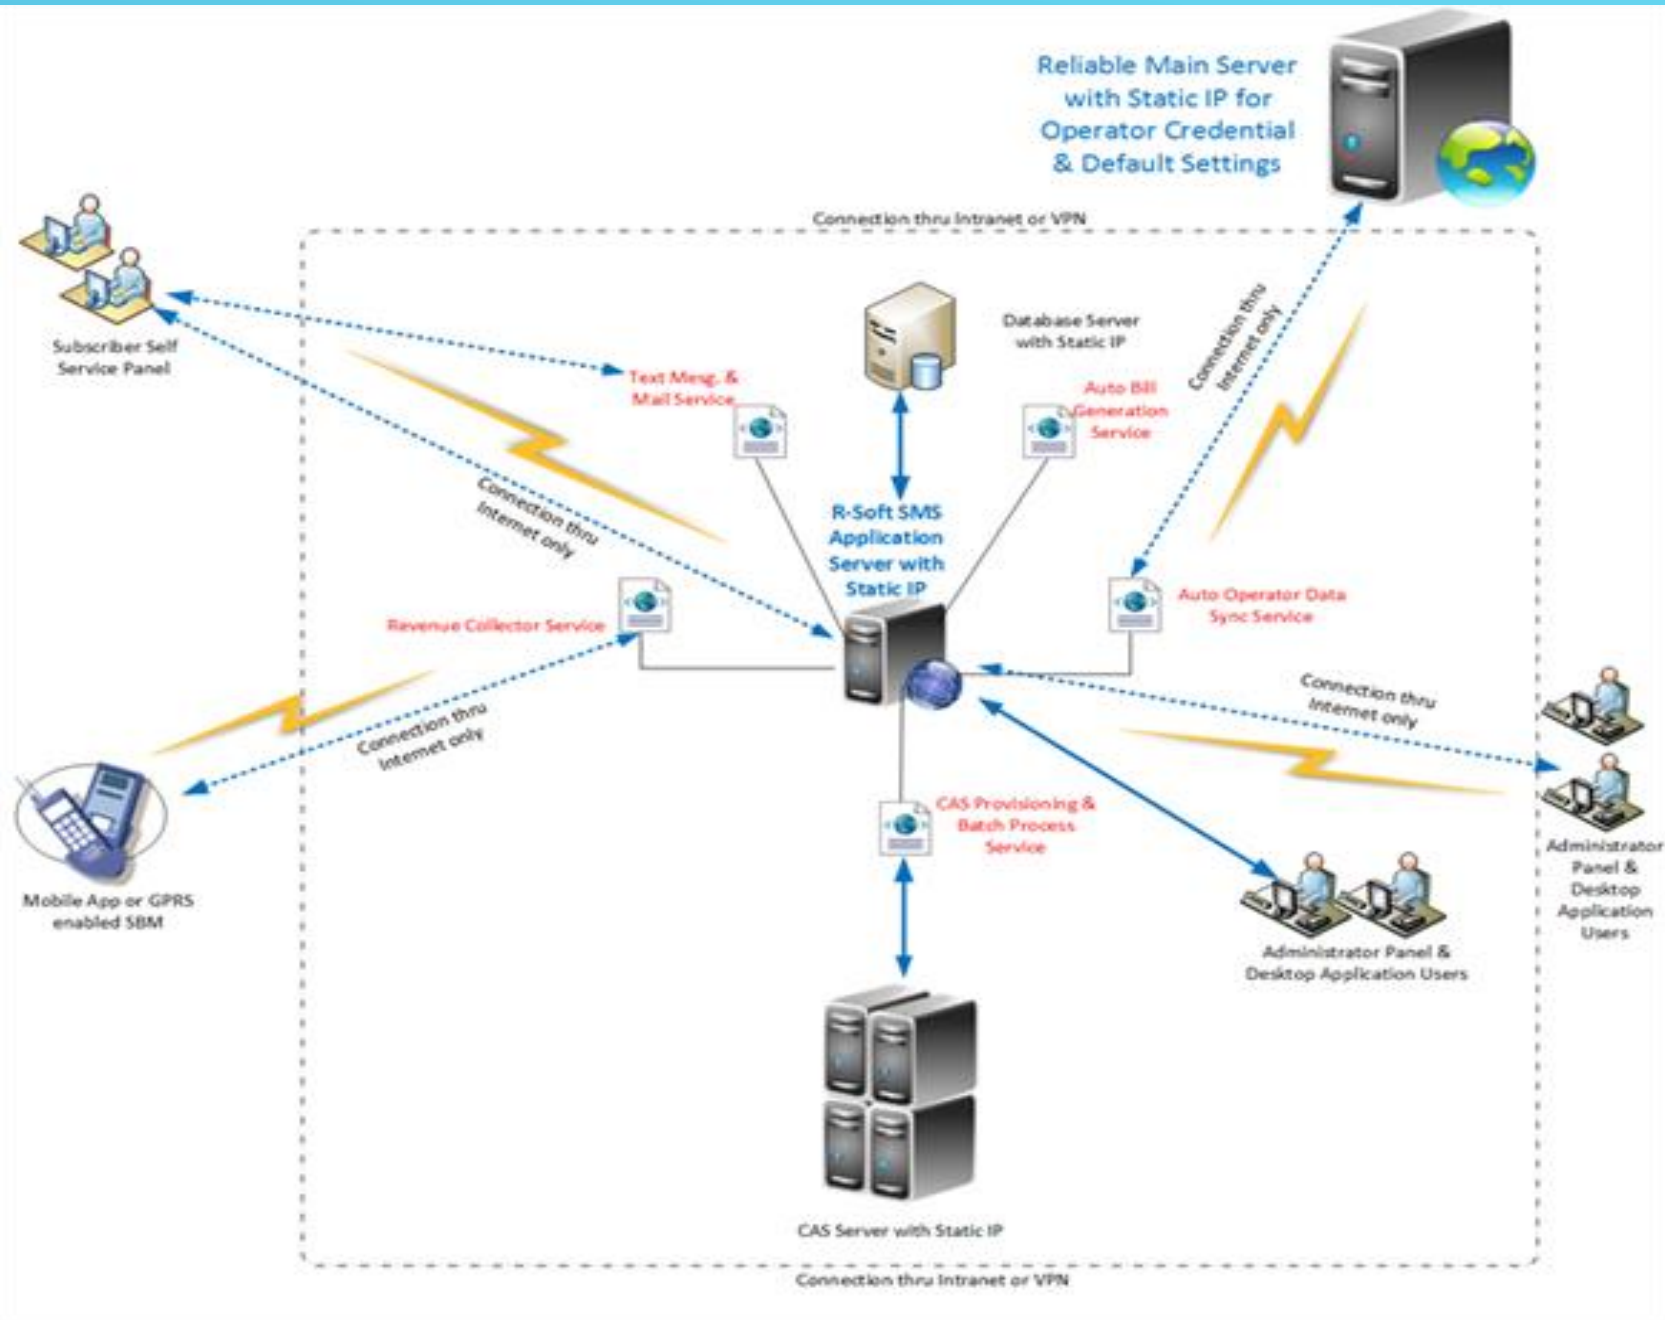 Reliable Main Server
with Static IP for
Operator Credential
& Default Settings
Connection thru Intranet or VPN
Subscriber Self
Service Panel
Database Server
with Static IP
Connection thru
Internet only
Text Mesg. &
Mail Service
Auto Bill
Generation
Service
Connection thru
Internet only
R-Soft SMS
Application
Server with
Static IP
Revenue Collector Service
Auto Operator Data
Sync Service
Connection thru
Internet only
Connection thru
Internet only
CAS Provisioning &
Batch Process
Service
Mobile App or GPRS
enabled SBM
Administrator
Panel &
Desktop
Application
Users
Administrator Panel &
Desktop Application Users
CAS Server with Static IP
Connection thru Intranet or VPN